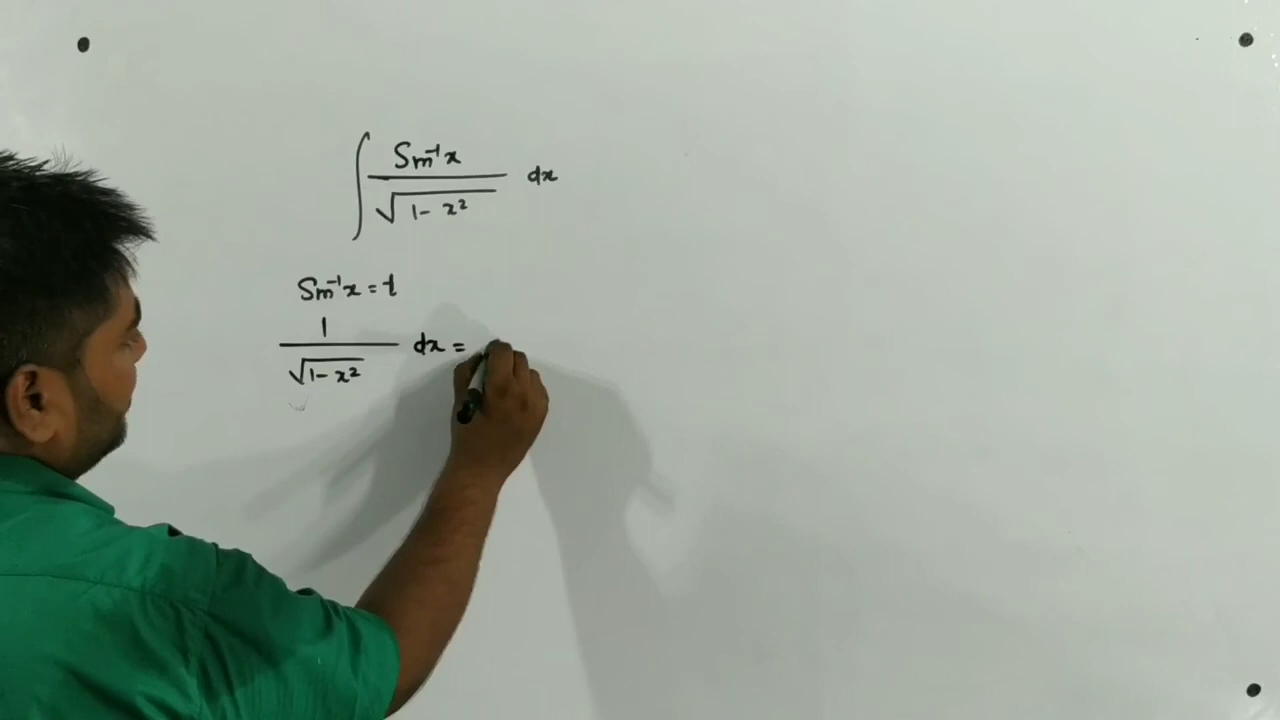 ∫ Sin⁻¹x / √(1 - x²) dx
Sin⁻¹x = t
1 / √(1 - x²) dx =